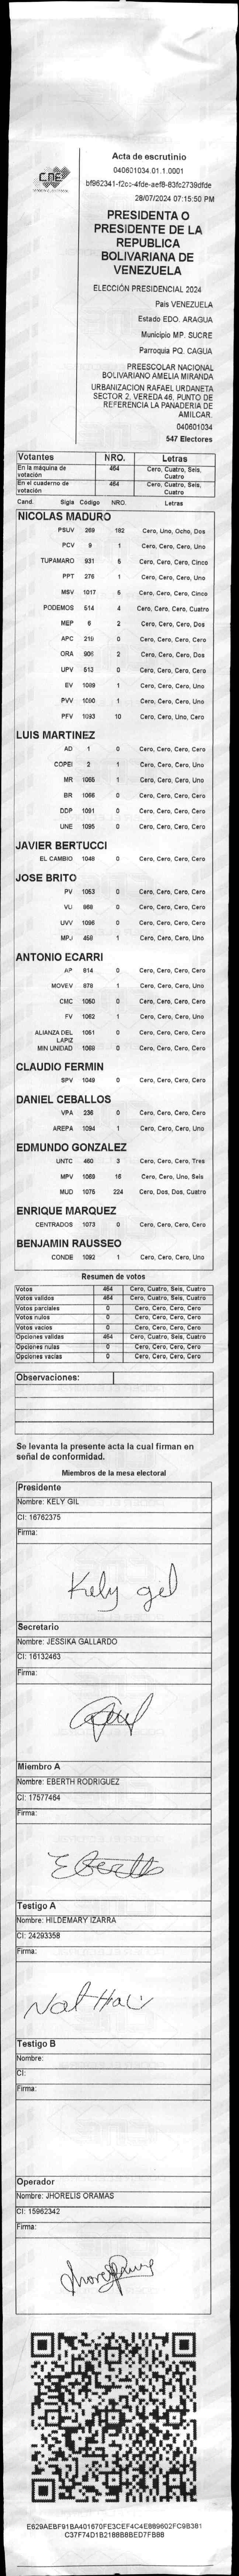 CNE
Acta de escrutinio
040601034.01.1.0001
bf962341-f2cc-4fde-aef8-83fc2739dfde
28/07/2024 07:15:50 PM
PRESIDENTA O
PRESIDENTE DE LA
REPUBLICA
BOLIVARIANA DE
VENEZUELA
ELECCIÓN PRESIDENCIAL 2024
País VENEZUELA
Estado EDO. ARAGUA
Municipio MP. SUCRE
Parroquia PQ. CAGUA
PREESCOLAR NACIONAL
BOLIVARIANO AMELIA MIRANDA
URBANIZACION RAFAEL URDANETA
SECTOR 2, VEREDA 46, PUNTO DE
REFERENCIA LA PANADERIA DE
AMILCAR.
040601034
547 Electores
Votantes NRO. Letras
En la máquina de votación 464 Cero, Cuatro, Seis, Cuatro
En el cuaderno de votación 464 Cero, Cuatro, Seis, Cuatro
Cand. Sigla Código NRO. Letras
NICOLAS MADURO
PSUV 269 182 Cero, Uno, Ocho, Dos
PCV 9 1 Cero, Cero, Cero, Uno
TUPAMARO 931 5 Cero, Cero, Cero, Cinco
PPT 276 1 Cero, Cero, Cero, Uno
MSV 1017 5 Cero, Cero, Cero, Cinco
PODEMOS 514 4 Cero, Cero, Cero, Cuatro
MEP 6 2 Cero, Cero, Cero, Dos
APC 219 0 Cero, Cero, Cero, Cero
ORA 906 2 Cero, Cero, Cero, Dos
UPV 512 0 Cero, Cero, Cero, Cero
EV 1089 1 Cero, Cero, Cero, Uno
PVV 1090 1 Cero, Cero, Cero, Uno
PFV 1093 10 Cero, Cero, Uno, Cero
LUIS MARTINEZ
AD 1 0 Cero, Cero, Cero, Cero
COPEI 2 1 Cero, Cero, Cero, Uno
MR 1065 1 Cero, Cero, Cero, Uno
BR 1066 0 Cero, Cero, Cero, Cero
DDP 1091 0 Cero, Cero, Cero, Cero
UNE 1095 0 Cero, Cero, Cero, Cero
JAVIER BERTUCCI
EL CAMBIO 1048 0 Cero, Cero, Cero, Cero
JOSE BRITO
PV 1053 0 Cero, Cero, Cero, Cero
VU 868 0 Cero, Cero, Cero, Cero
UVV 1096 0 Cero, Cero, Cero, Cero
MPJ 458 1 Cero, Cero, Cero, Uno
ANTONIO ECARRI
AP 814 0 Cero, Cero, Cero, Cero
MOVEV 879 1 Cero, Cero, Cero, Uno
CMC 1050 0 Cero, Cero, Cero, Cero
FV 1062 1 Cero, Cero, Cero, Uno
ALIANZA DEL LAPIZ 1051 0 Cero, Cero, Cero, Cero
MIN UNIDAD 1069 0 Cero, Cero, Cero, Cero
CLAUDIO FERMIN
SPV 1049 0 Cero, Cero, Cero, Cero
DANIEL CEBALLOS
VPA 236 0 Cero, Cero, Cero, Cero
AREPA 1094 1 Cero, Cero, Cero, Uno
EDMUNDO GONZALEZ
UNTC 460 3 Cero, Cero, Cero, Tres
MPV 16 Cero, Cero, Uno, Seis
MUD 1075 224 Cero, Dos, Dos, Cuatro
ENRIQUE MARQUEZ
CENTRADOS 1073 0 Cero, Cero, Cero, Cero
BENJAMIN RAUSSEO
CONDE 1092 1 Cero, Cero, Cero, Uno
Resumen de votos
Votos 464 Cero, Cuatro, Seis, Cuatro
Votos validos 464 Cero, Cuatro, Seis, Cuatro
Votos parciales 0 Cero, Cero, Cero, Cero
Votos nulos 0 Cero, Cero, Cero, Cero
Votos vacios 0 Cero, Cero, Cero, Cero
Opciones validas 464 Cero, Cuatro, Seis, Cuatro
Opciones nulas 0 Cero, Cero, Cero, Cero
Opciones vacias 0 Cero, Cero, Cero, Cero
Observaciones:
Se levanta la presente acta la cual firman en
señal de conformidad.
Miembros de la mesa electoral
Presidente
Nombre: KELY GIL
CI: 16762375
Firma:
Kely gil
Secretario
Nombre: JESSIKA GALLARDO
CI: 16132463
Firma:
Miembro A
Nombre: EBERTH RODRIGUEZ
CI: 17577464
Firma:
Eberth
Testigo A
Nombre: HILDEMARY IZARRA
CI: 24293358
Firma:
Testigo B
Nombre:
CI:
Firma:
Operador
Nombre: JHORELIS ORAMAS
CI: 15962342
Firma:
E629AEBF91BA401670FE3CEF4C4E889602FC9B381
C37F74D1B2188B8BED7FB88